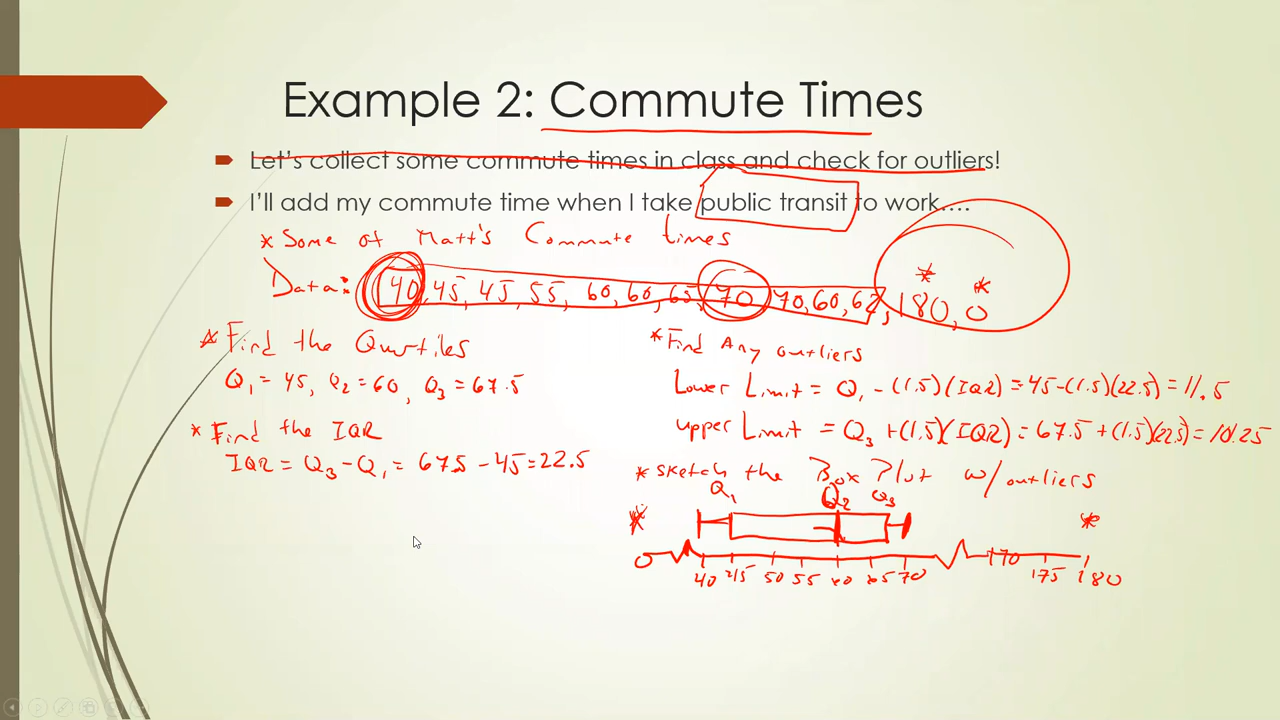 Example 2: Commute Times
Let's collect some commute times in class and check for outliers!
I'll add my commute time when I take public transit to work....
* Some of Matt's Commute times
Data: 40, 45, 45, 55, 60, 60, 65, 70, 70, 60, 62, 180, 0
* Find the Quartiles
Q1 = 45, Q2 = 60, Q3 = 67.5
* Find the IQR
IQR = Q3 - Q1 = 67.5 - 45 = 22.5
* Find Any outliers
Lower Limit = Q1 - (1.5)(IQR) = 45 - (1.5)(22.5) = 11.5
upper Limit = Q3 + (1.5)(IQR) = 67.5 + (1.5)(22.5) = 101.25
* Sketch the Box Plot w/ outliers
Q1 Q2 Q3
* *
0 40 45 50 55 60 65 70 170 175 180